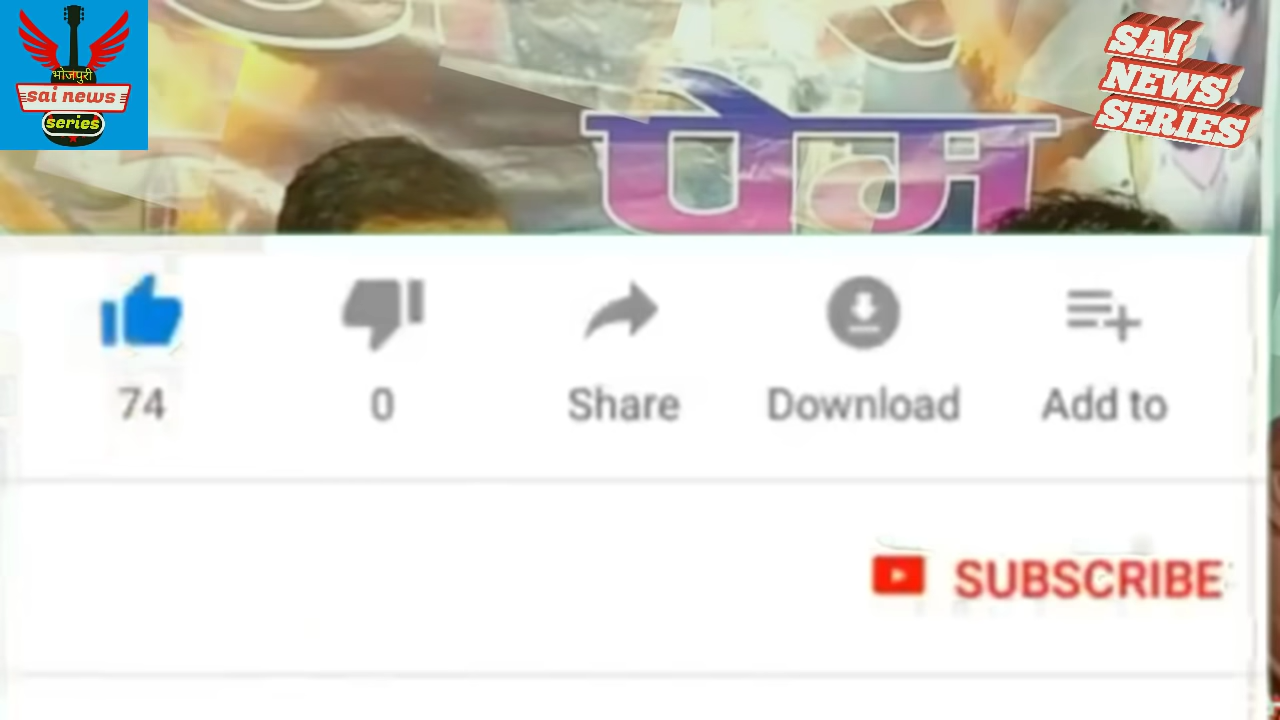 भोजपुरी
sai news
series
SAI
NEWS
SERIES
प्रेम
74
0
Share
Download
Add to
SUBSCRIBE